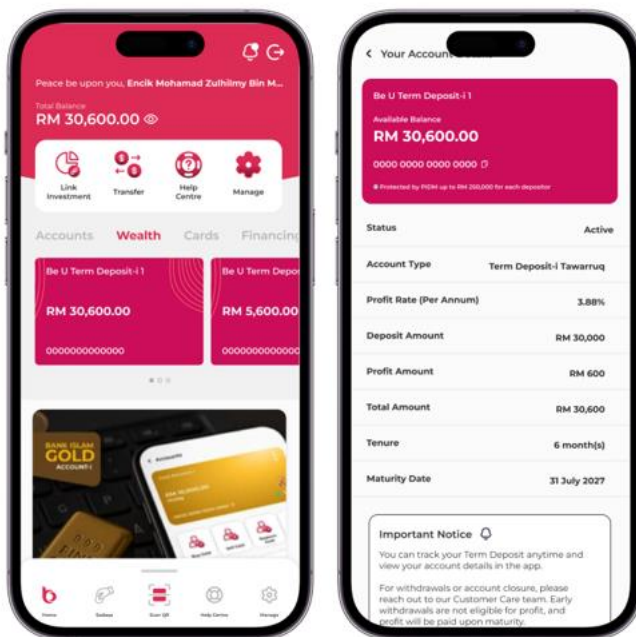 Peace be upon you, Encik Mohamad Zulhilmy Bin M...
Total Balance
RM 30,600.00
Link Investment
Transfer
Help Centre
Manage
Accounts Wealth Cards Financing
Be U Term Deposit-i 1
RM 30,600.00
0000000000000
Be U Term Depo
RM 5,600.00
000000000000
BANK ISLAM
GOLD
ACCOUNT-i
Accounts
Home
Scan QR
Help Centre
Manage
Your Account
Be U Term Deposit-i 1
Available Balance
RM 30,600.00
0000 0000 0000 0000
Protected by PIDM up to RM 250,000 for each depositor
Status Active
Account Type Term Deposit-i Tawarruq
Profit Rate (Per Annum) 3.88%
Deposit Amount RM 30,000
Profit Amount RM 600
Total Amount RM 30,600
Tenure 6 month(s)
Maturity Date 31 July 2027
Important Notice
You can track your Term Deposit anytime and
view your account details in the app.
For withdrawals or account closure, please
reach out to our Customer Care team. Early
withdrawals are not eligible for profit, and
profit will be paid upon maturity.